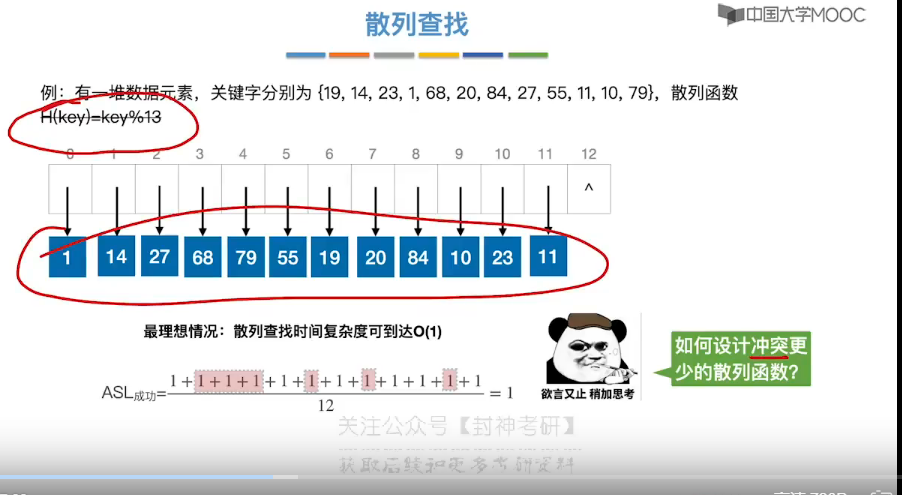 中国大学MOOC
散列查找
例：有一堆数据元素，关键字分别为 {19, 14, 23, 1, 68, 20, 84, 27, 55, 11, 10, 79}，散列函数
H(key)=key%13
0 1 2 3 4 5 6 7 8 9 10 11 12
^
1 14 27 68 79 55 19 20 84 10 23 11
最理想情况：散列查找时间复杂度可到达O(1)
如何设计冲突更
少的散列函数？
ASL成功= 1 + 1 + 1 + 1 + 1 + 1 + 1 + 1 + 1 + 1 + 1 + 1 = 1
12
欲言又止 稍加思考
关注公众号【封神考研】
获取后续和更多考研资料